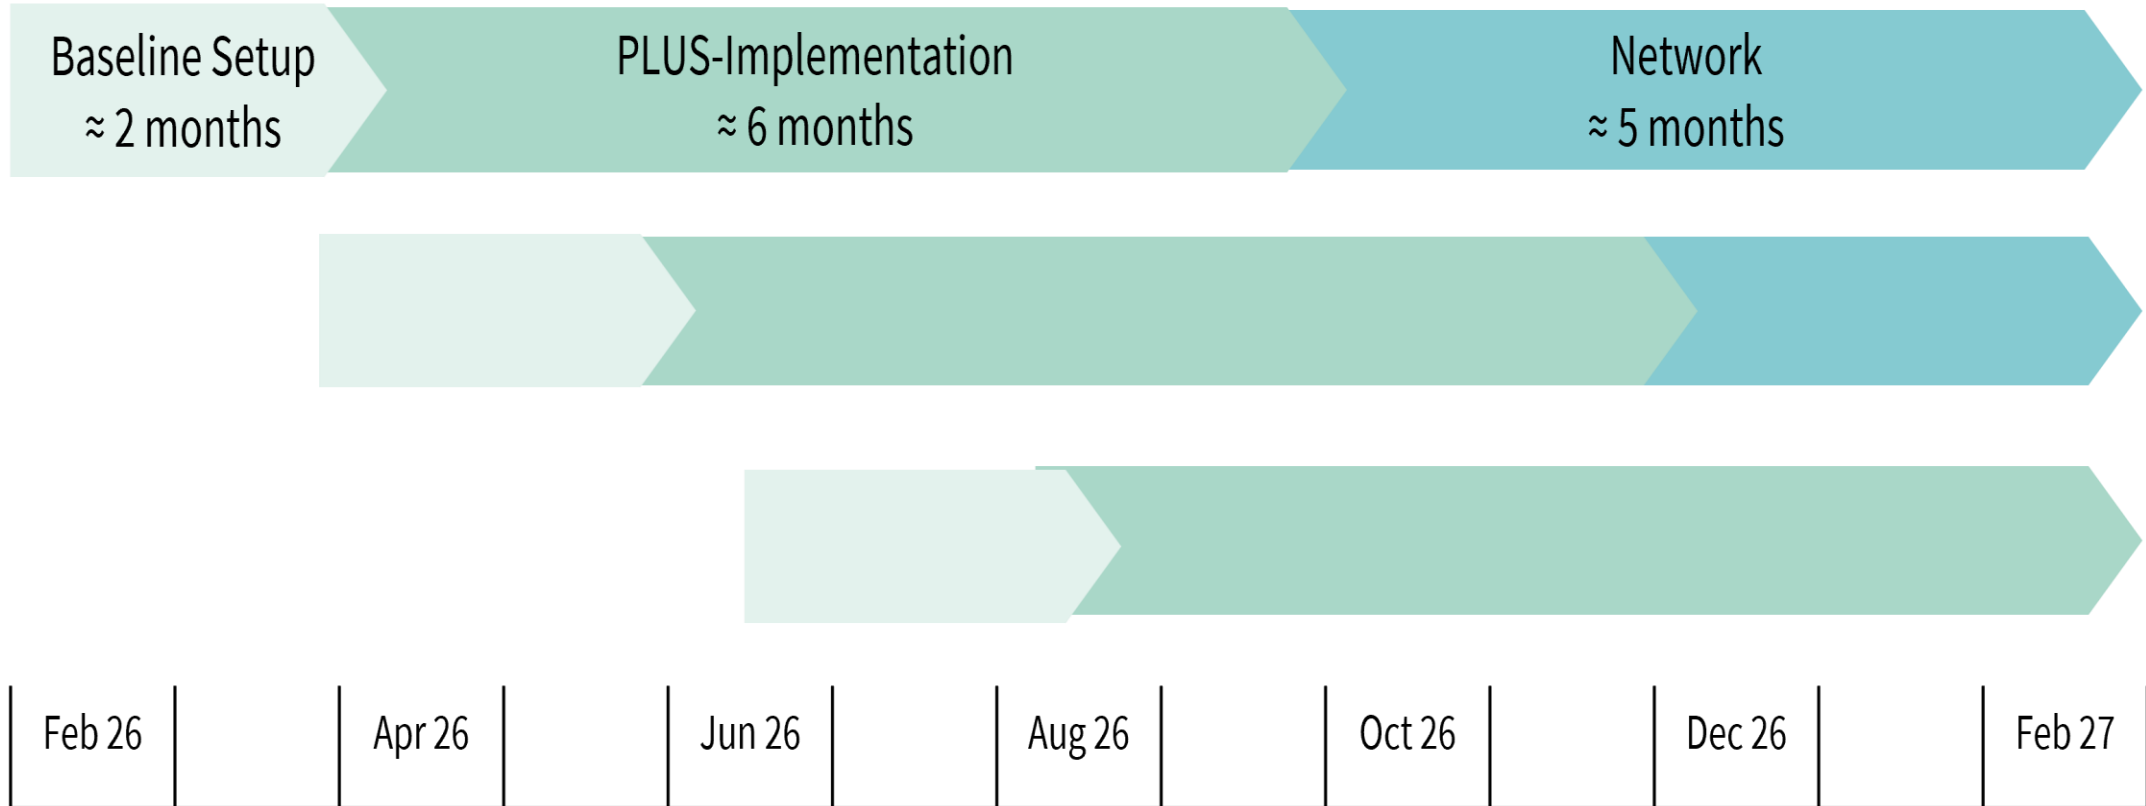 Baseline Setup
≈ 2 months
PLUS-Implementation
≈ 6 months
Network
≈ 5 months
Feb 26
Apr 26
Jun 26
Aug 26
Oct 26
Dec 26
Feb 27